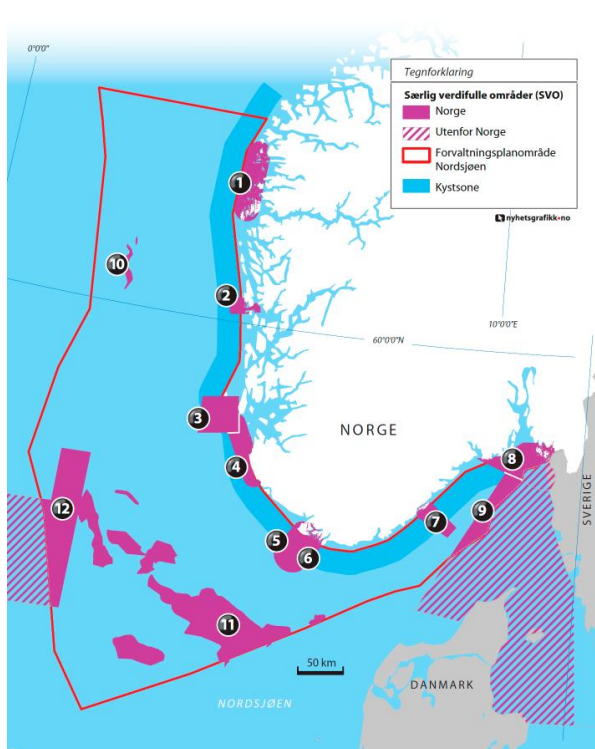 0°0'0"
Tegnforklaring
Særlig verdifulle områder (SVO)
Norge
Utenfor Norge
Forvaltningsplanområde
Nordsjøen
Kystsone
nyhetsgrafikk.no
1
10
2
10°0'0"E
60°0'0"N
3
NORGE
4
8
12
7
9
SVERIGE
5
6
11
50 km
DANMARK
NORDSJØEN